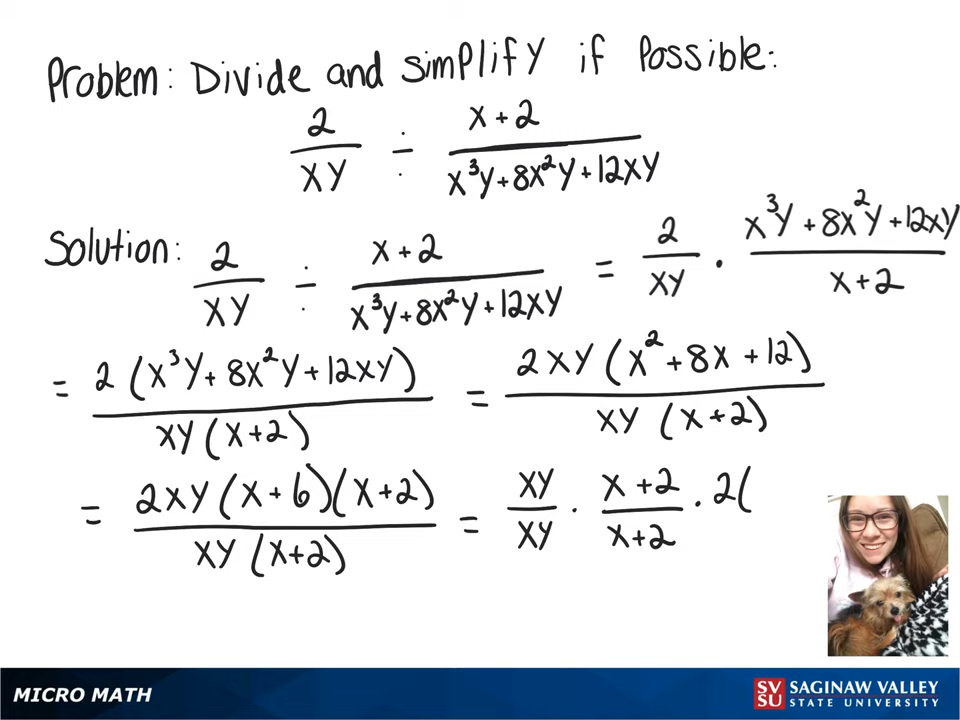 Problem: Divide and simplify if possible:
2/XY ÷ (X+2)/(X³Y+8X²Y+12XY)
Solution: 2/XY ÷ (X+2)/(X³Y+8X²Y+12XY) = 2/XY · (X³Y+8X²Y+12XY)/(X+2)
= 2(X³Y+8X²Y+12XY)/XY(X+2) = 2XY(X²+8X+12)/XY(X+2)
= 2XY(X+6)(X+2)/XY(X+2) = XY/XY · X+2/X+2 · 2(
MICRO MATH
SVSU SAGINAW VALLEY
STATE UNIVERSITY